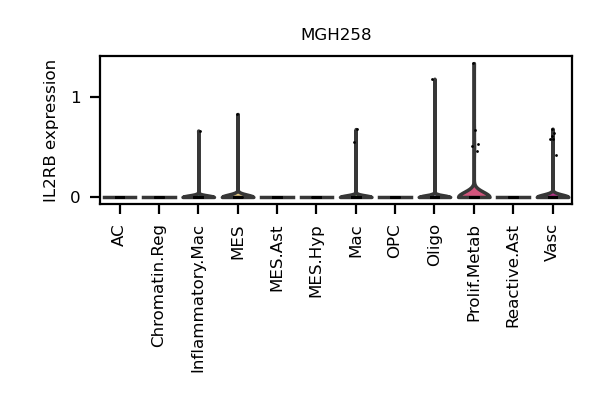 MGH258
IL2RB expression
1
0
AC
Chromatin.Reg
Inflammatory.Mac
MES
MES.Ast
MES.Hyp
Mac
OPC
Oligo
Prolif.Metab
Reactive.Ast
Vasc